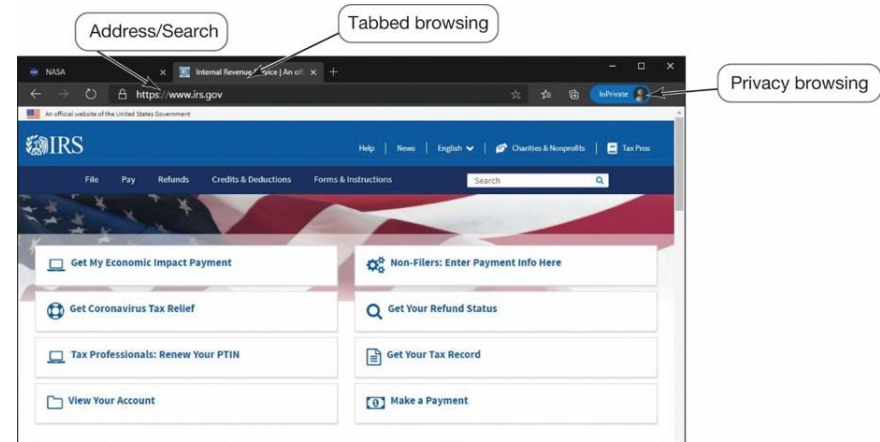 Address/Search
Tabbed browsing
Privacy browsing
NASA
Internal Revenue Service | An of
https://www.irs.gov
InPrivate
An official website of the United States Government
IRS
Help | News | English | Charities & Nonprofits | Tax Pros
File Pay Refunds Credits & Deductions Forms & Instructions Search
Get My Economic Impact Payment
Non-Filers: Enter Payment Info Here
Get Coronavirus Tax Relief
Get Your Refund Status
Tax Professionals: Renew Your PTIN
Get Your Tax Record
View Your Account
Make a Payment